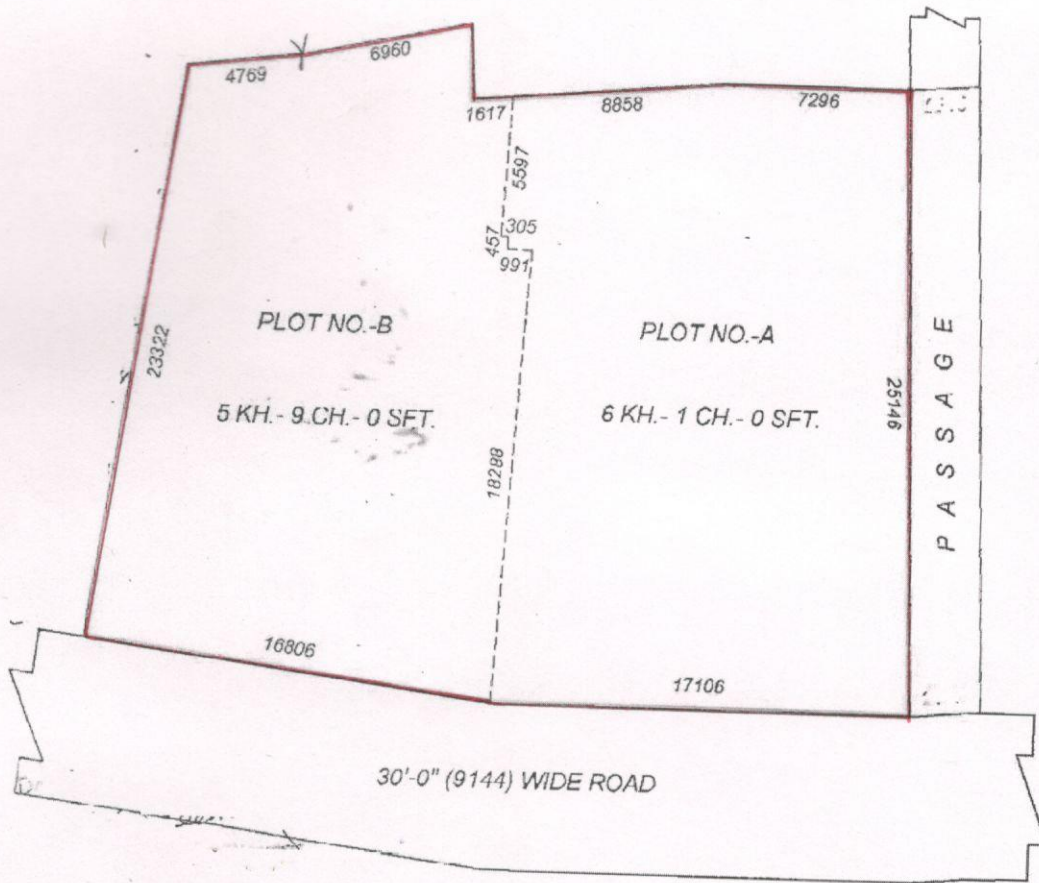 6960
4769
1617
8858
7296
5597
305
457
991
PLOT NO.-B
PLOT NO.-A
23322
25146
PASSAGE
5 KH.- 9 CH.- 0 SFT.
6 KH.- 1 CH.- 0 SFT.
18288
16806
17106
30'-0" (9144) WIDE ROAD